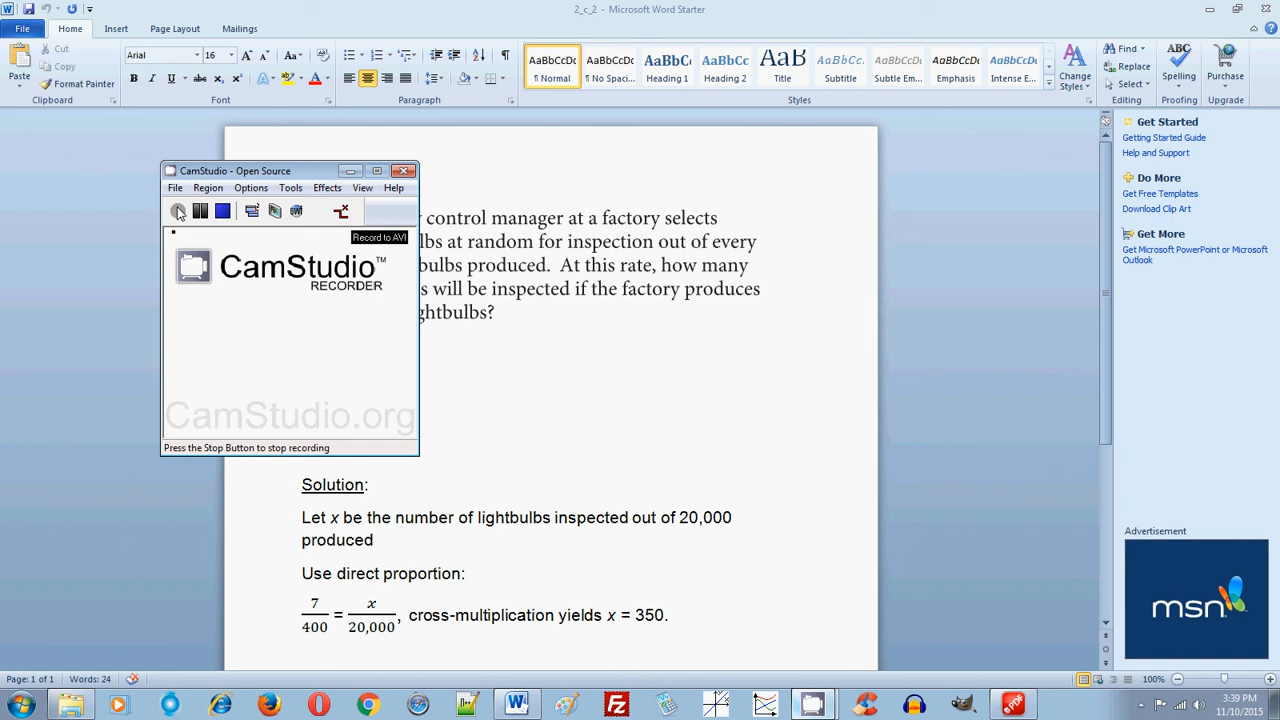 2_c_2 - Microsoft Word Starter
File Home Insert Page Layout Mailings
Paste
Cut
Copy
Format Painter
Clipboard
Arial 16
Font
Paragraph
AaBbCcDc AaBbCcDc AaBbCc AaBbCc AaB AaBbCc. AaBbCcDc AaBbCcDc AaBbCcDc
¶ Normal ¶ No Spaci... Heading 1 Heading 2 Title Subtitle Subtle Em... Emphasis Intense E...
Styles
Change Styles
Find
Replace
Select
Editing
Spelling
Proofing
Purchase
Upgrade
CamStudio - Open Source
File Region Options Tools Effects View Help
Record to AVI
CamStudio™
RECORDER
CamStudio.org
Press the Stop Button to stop recording
control manager at a factory selects
lbs at random for inspection out of every
bulbs produced. At this rate, how many
s will be inspected if the factory produces
ghtbulbs?
Solution:
Let x be the number of lightbulbs inspected out of 20,000
produced
Use direct proportion:
7/400 = x/20,000, cross-multiplication yields x = 350.
Get Started
Getting Started Guide
Help and Support
Do More
Get Free Templates
Download Clip Art
Get More
Get Microsoft PowerPoint or Microsoft
Outlook
Advertisement
msn
Page: 1 of 1 Words: 24
100%
3:39 PM
11/10/2015